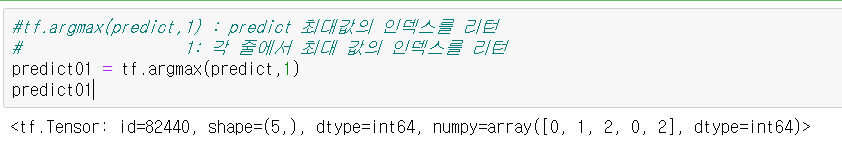 #tf.argmax(predict,1) : predict 최대값의 인덱스를 리턴
#                      1: 각 줄에서 최대 값의 인덱스를 리턴
predict01 = tf.argmax(predict,1)
predict01
<tf.Tensor: id=82440, shape=(5,), dtype=int64, numpy=array([0, 1, 2, 0, 2], dtype=int64)>